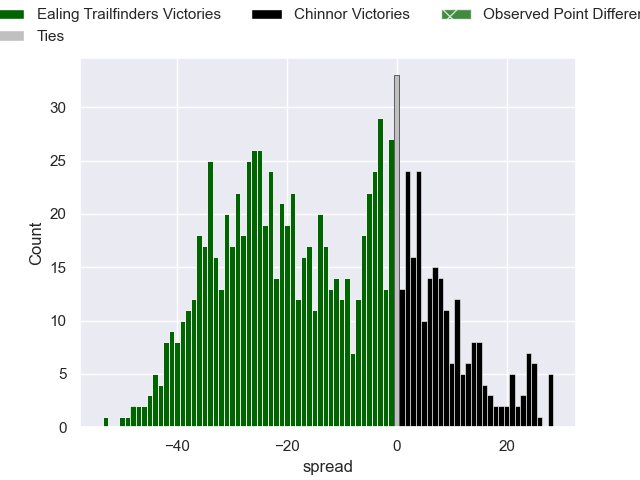 Ealing Trailfinders Victories Chinnor Victories Observed Point
Ties
30
25
20
15
10
5
0
Count
−40 −20 0 20
spread